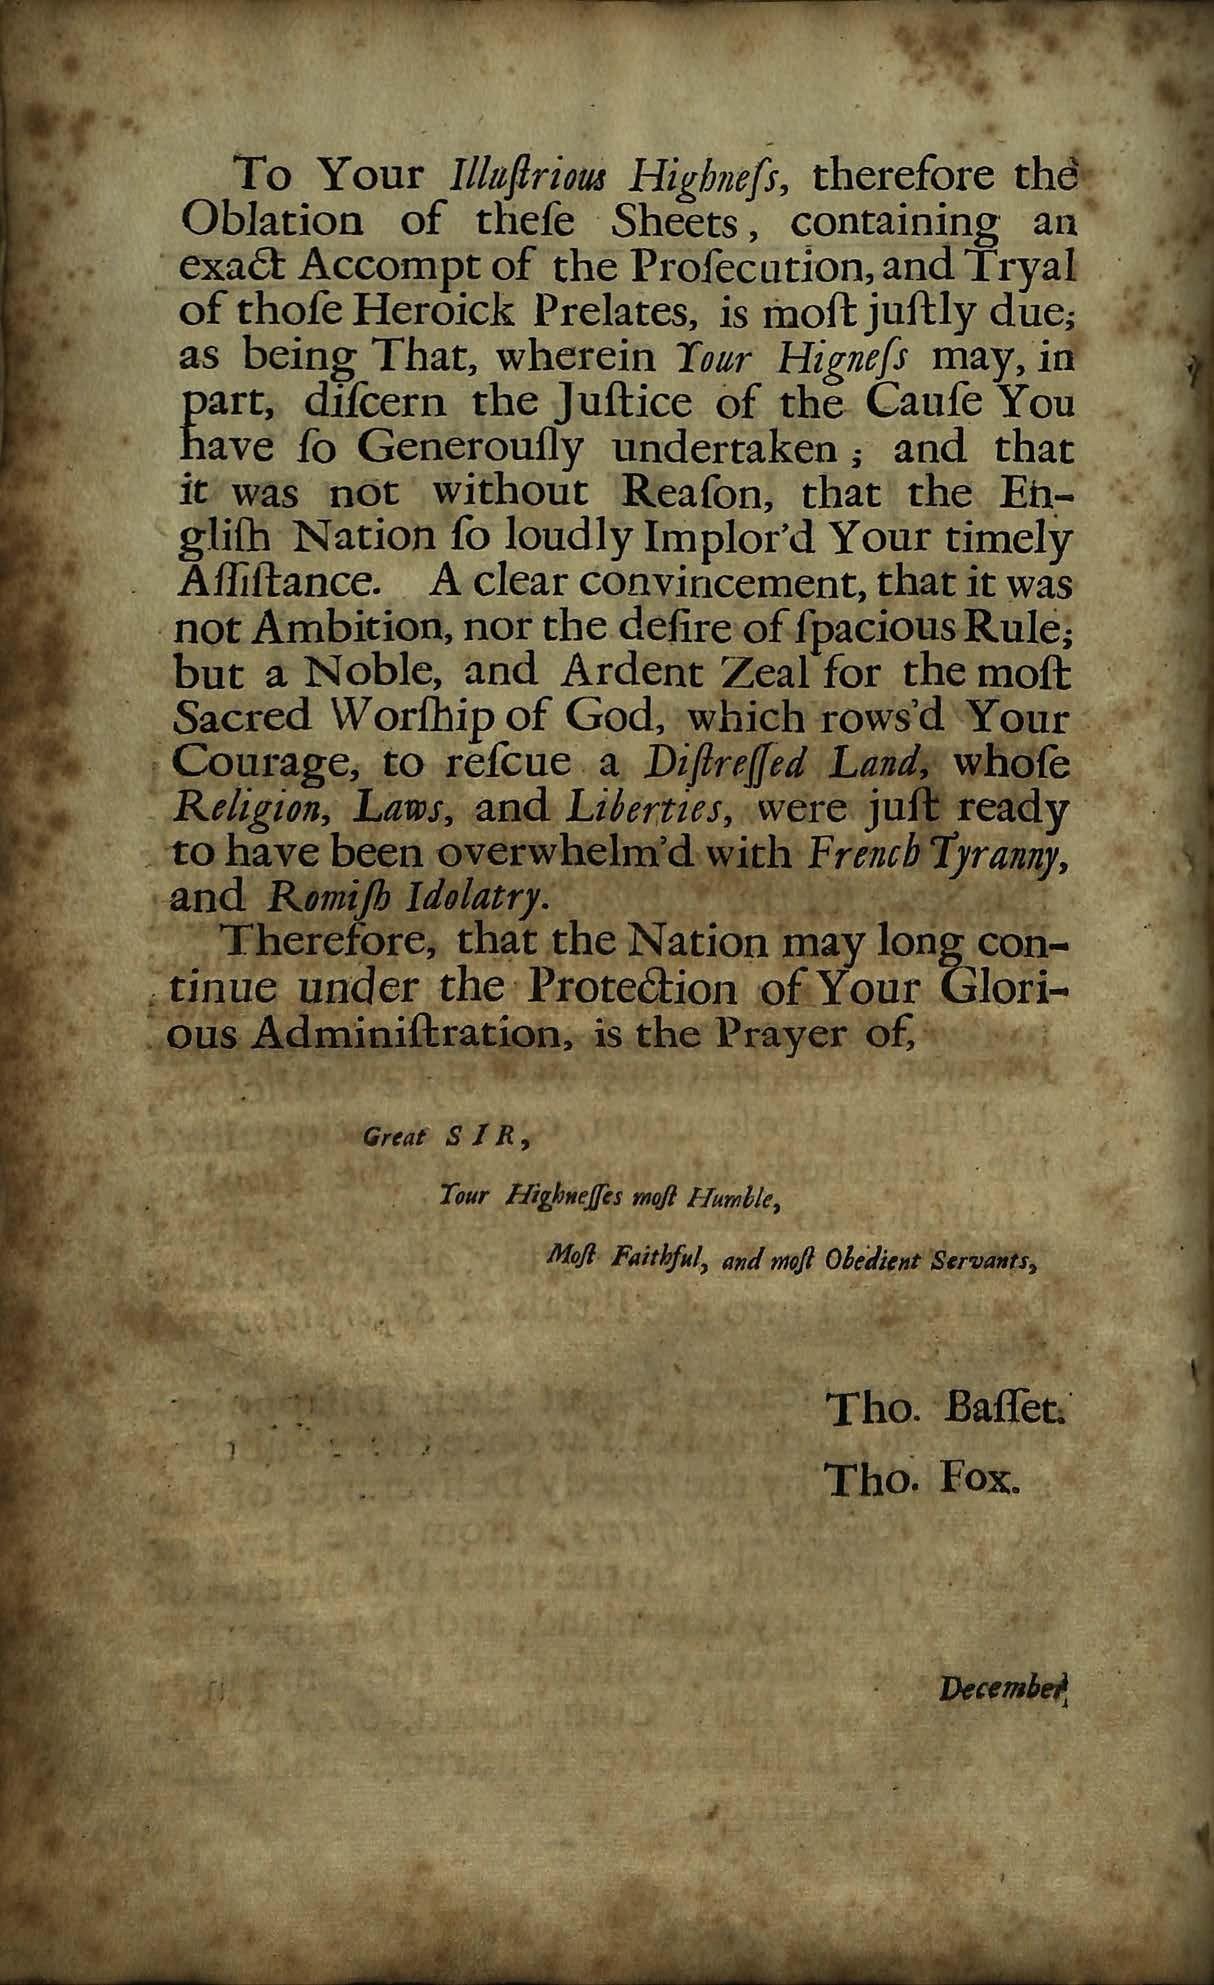 To Your Illuſtrious Highneſs, therefore the
Oblation of theſe Sheets, containing an
exact Accompt of the Proſecution, and Tryal
of thoſe Heroick Prelates, is moſt juſtly due;
as being That, wherein Your Higneſs may, in
part, diſcern the Juſtice of the Cauſe You
have ſo Generouſly undertaken; and that
it was not without Reaſon, that the En-
gliſh Nation ſo loudly Implor'd Your timely
Aſſiſtance. A clear convincement, that it was
not Ambition, nor the deſire of ſpacious Rule;
but a Noble, and Ardent Zeal for the moſt
Sacred Worſhip of God, which rows'd Your
Courage, to reſcue a Diſtreſſed Land, whoſe
Religion, Laws, and Liberties, were juſt ready
to have been overwhelm'd with French Tyranny,
and Romiſh Idolatry.
Therefore, that the Nation may long con-
tinue under the Protection of Your Glori-
ous Adminiſtration, is the Prayer of,
Great SIR,
Your Highneſſes moſt Humble,
Moſt Faithful, and moſt Obedient Servants,
Tho. Baſſet.
Tho. Fox.
December